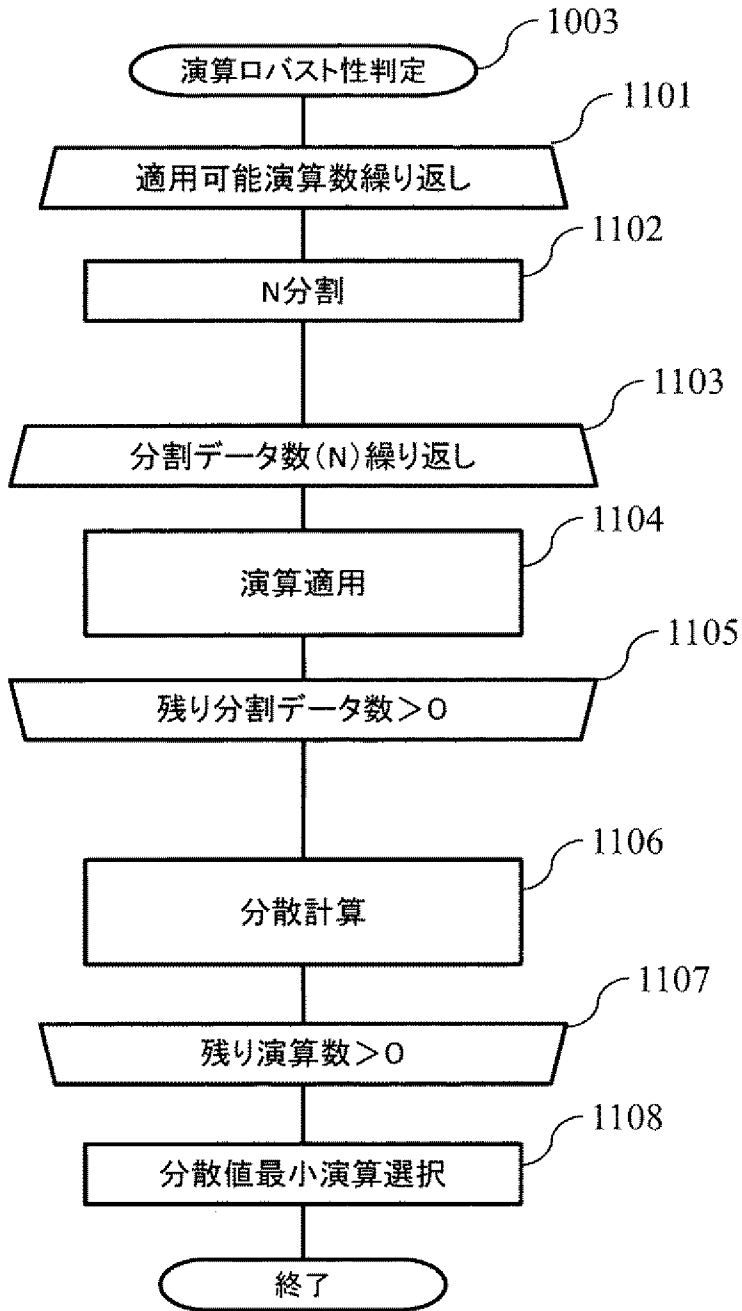 1003
演算ロバスト性判定
1101
適用可能演算数繰り返し
1102
N分割
1103
分割データ数(N)繰り返し
1104
演算適用
1105
残り分割データ数>0
1106
分散計算
1107
残り演算数>0
1108
分散値最小演算選択
終了